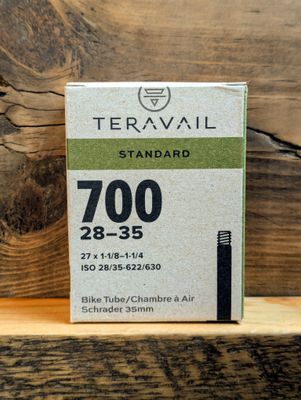 TERAVAIL
STANDARD
700
28–35
27 x 1-1/8–1-1/4
ISO 28/35-622/630
Bike Tube/Chambre à Air
Schrader 35mm